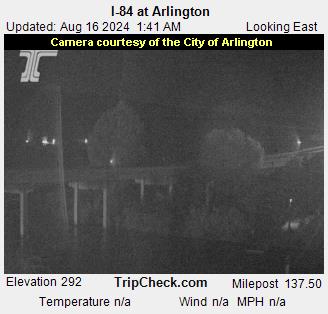 I-84 at Arlington
Updated: Aug 16 2024 1:41 AM Looking East
Camera courtesy of the City of Arlington
Elevation 292 TripCheck.com Milepost 137.50
Temperature n/a Wind n/a MPH n/a